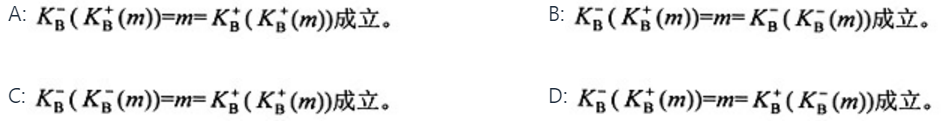 A: K_B^-(K_B^+(m))=m=K_B^+(K_B^+(m))成立。 B: K_B^-(K_B^+(m))=m=K_B^-(K_B^-(m))成立。
C: K_B^-(K_B^-(m))=m=K_B^+(K_B^+(m))成立。 D: K_B^-(K_B^+(m))=m=K_B^+(K_B^-(m))成立。